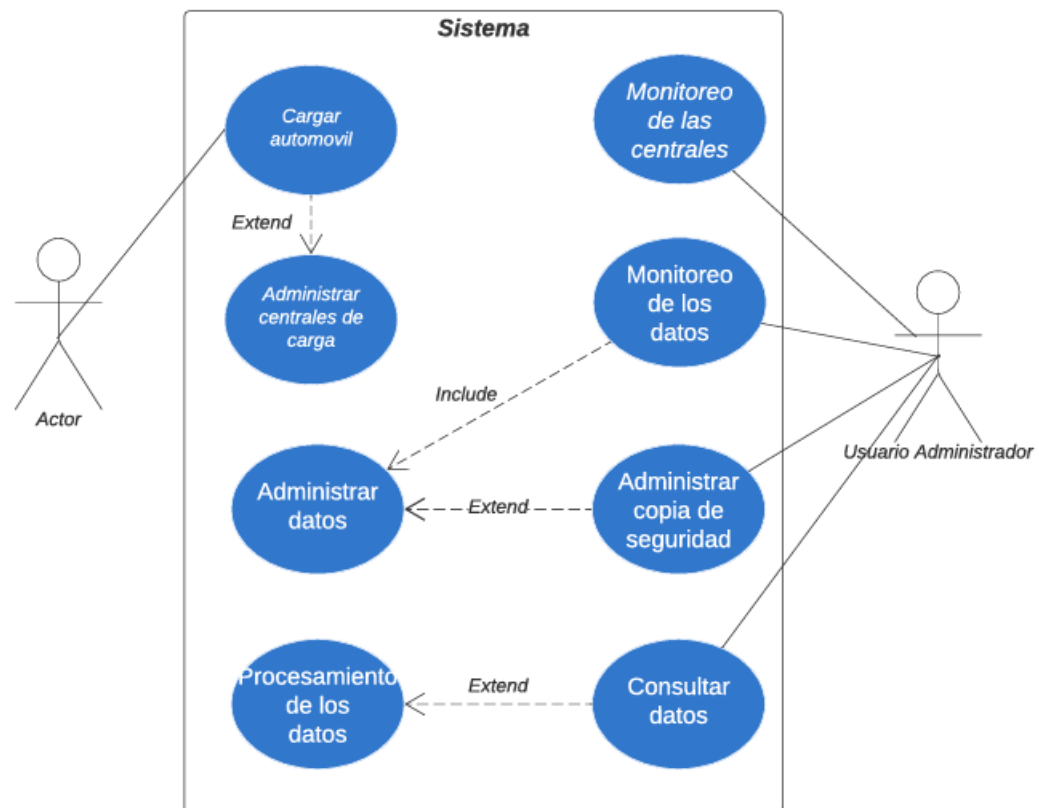 Sistema
Cargar
automovil
Monitoreo
de las
centrales
Extend
Administrar
centrales de
carga
Monitoreo
de los
datos
Actor
Include
Usuario Administrador
Administrar
datos
Extend
Administrar
copia de
seguridad
Procesamiento
de los
datos
Extend
Consultar
datos